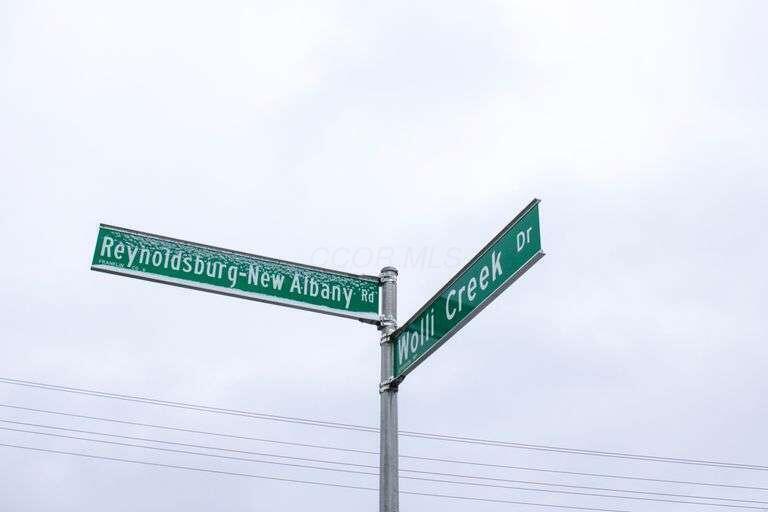 Reynoldsburg-New Albany Rd
Wolli Creek Dr
CCOR MLS